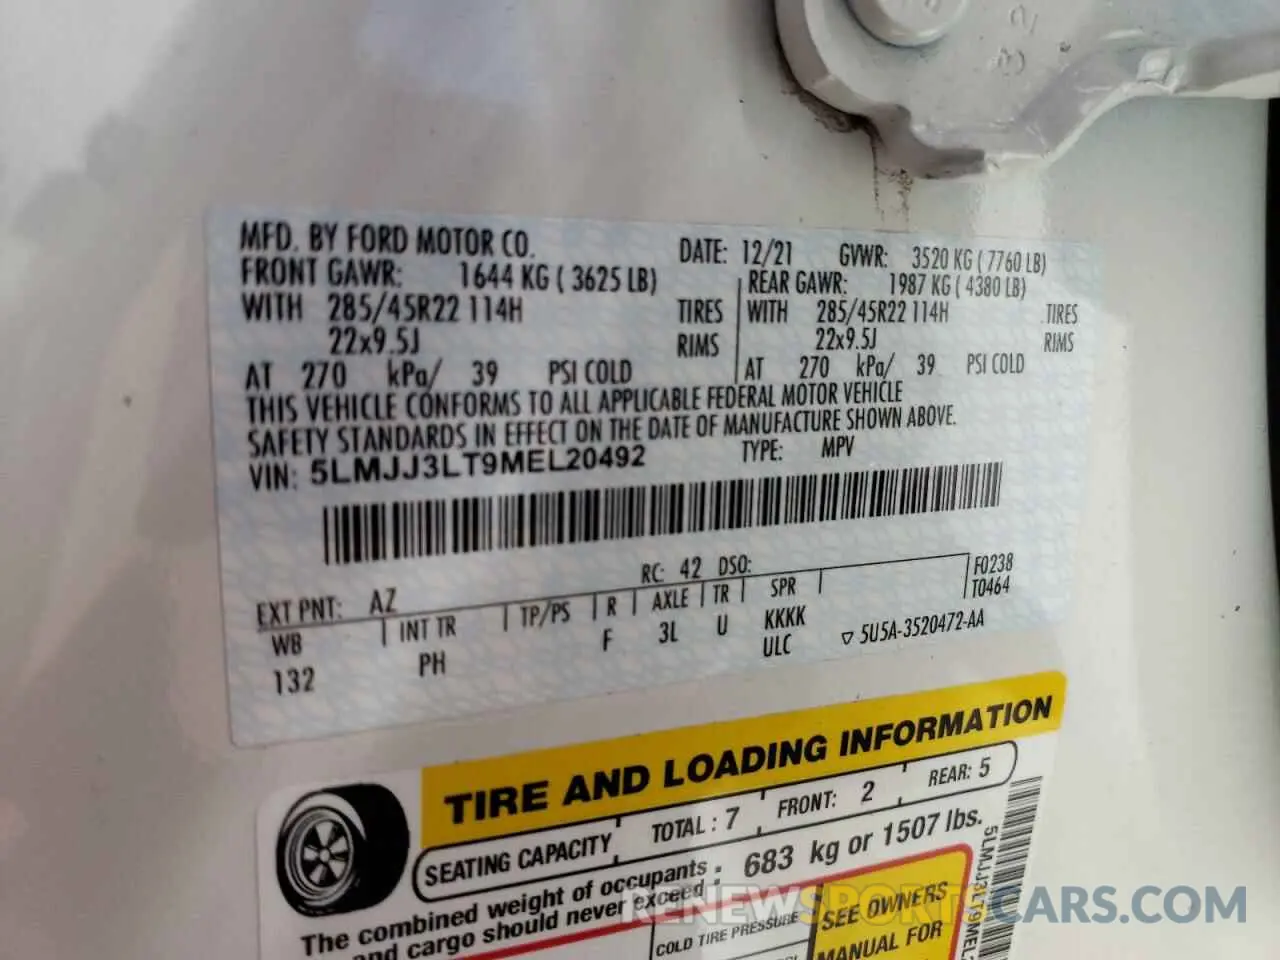 32
MFD. BY FORD MOTOR CO.
DATE: 12/21 GVWR: 3520 KG ( 7760 LB)
FRONT GAWR: 1644 KG ( 3625 LB)
REAR GAWR: 1987 KG ( 4380 LB)
WITH 285/45R22 114H TIRES
WITH 285/45R22 114H TIRES
22x9.5J RIMS
22x9.5J RIMS
AT 270 kPa/ 39 PSI COLD
AT 270 kPa/ 39 PSI COLD
THIS VEHICLE CONFORMS TO ALL APPLICABLE FEDERAL MOTOR VEHICLE
SAFETY STANDARDS IN EFFECT ON THE DATE OF MANUFACTURE SHOWN ABOVE.
VIN: 5LMJJ3LT9MEL20492 TYPE: MPV
EXT PNT: AZ RC: 42 DSO: F0238
WB INT TR TP/PS R AXLE TR SPR T0464
132 PH F 3L U KKKK
ULC ▽ 5U5A-3520472-AA
TIRE AND LOADING INFORMATION
SEATING CAPACITY TOTAL : 7 FRONT: 2 REAR: 5
The combined weight of occupants : 683 kg or 1507 lbs.
and cargo should never exceed :
COLD TIRE PRESSURE
SEE OWNERS
MANUAL FOR
5LMJJ3LT9MEL
RENEWSPORTSCARS.COM